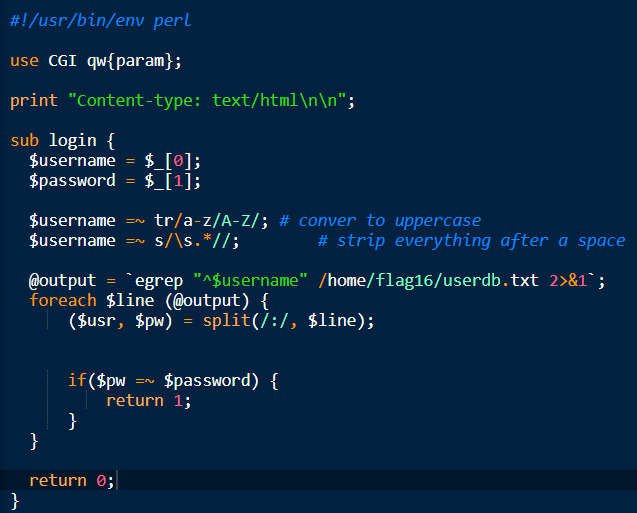 #!/usr/bin/env perl
use CGI qw{param};
print "Content-type: text/html\n\n";
sub login {
$username = $_[0];
$password = $_[1];
$username =~ tr/a-z/A-Z/; # conver to uppercase
$username =~ s/\s.*//; # strip everything after a space
@output = `egrep "^$username" /home/flag16/userdb.txt 2>&1`;
foreach $line (@output) {
($usr, $pw) = split(/:/, $line);
if($pw =~ $password) {
return 1;
}
}
return 0;
}